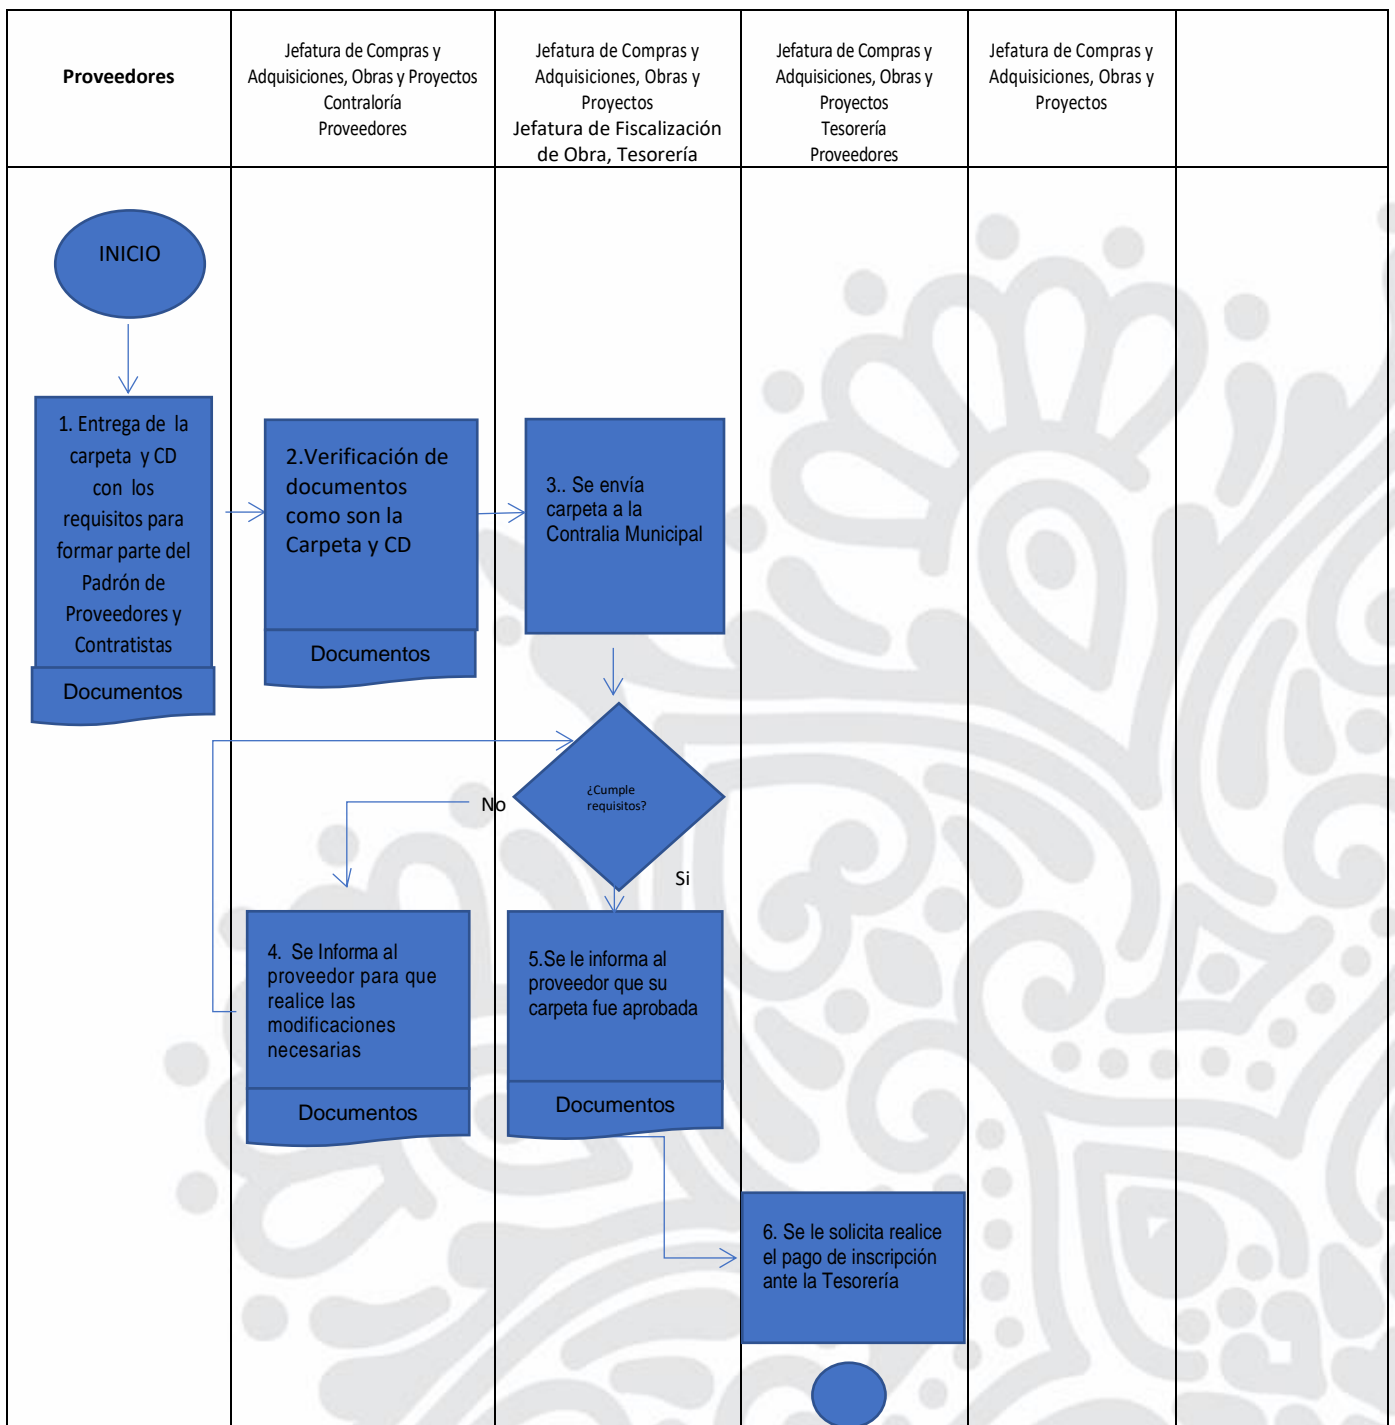 Proveedores
Jefatura de Compras y
Adquisiciones, Obras y Proyectos
Contraloría
Proveedores
Jefatura de Compras y
Adquisiciones, Obras y
Proyectos
Jefatura de Fiscalización
de Obra, Tesorería
Jefatura de Compras y
Adquisiciones, Obras y
Proyectos
Tesorería
Proveedores
Jefatura de Compras y
Adquisiciones, Obras y
Proyectos
INICIO
1. Entrega de la
carpeta y CD
con los
requisitos para
formar parte del
Padrón de
Proveedores y
Contratistas
Documentos
2.Verificación de
documentos
como son la
Carpeta y CD
Documentos
3.. Se envía
carpeta a la
Contralia Municipal
¿Cumple
requisitos?
No
Si
4. Se Informa al
proveedor para que
realice las
modificaciones
necesarias
Documentos
5.Se le informa al
proveedor que su
carpeta fue aprobada
Documentos
6. Se le solicita realice
el pago de inscripción
ante la Tesorería